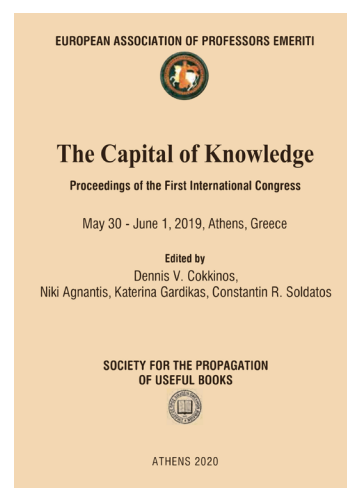 EUROPEAN ASSOCIATION OF PROFESSORS EMERITI
The Capital of Knowledge
Proceedings of the First International Congress
May 30 - June 1, 2019, Athens, Greece
Edited by
Dennis V. Cokkinos,
Niki Agnantis, Katerina Gardikas, Constantin R. Soldatos
SOCIETY FOR THE PROPAGATION
OF USEFUL BOOKS
ATHENS 2020